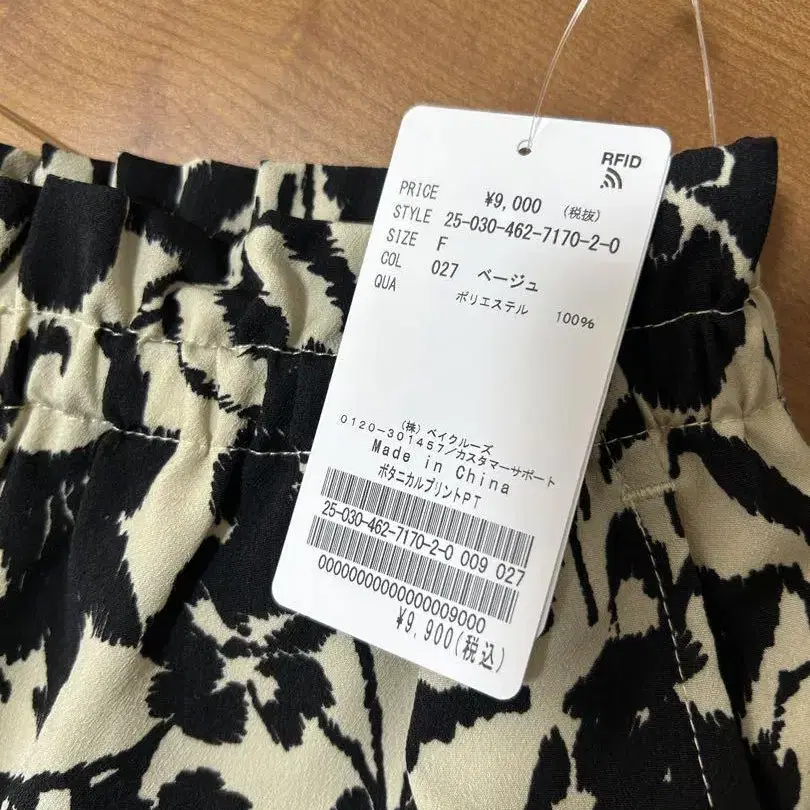 RFID
PRICE ¥9,000 (税抜)
STYLE 25-030-462-7170-2-0
SIZE F
COL 027 ベージュ
QUA ポリエステル 100%
(株) ベイクルーズ
0120-301457/カスタマーサポート
Made in China
ボタニカルプリントPT
25-030-462-7170-2-0 009 027
00000000000000009000
¥9,900(税込)